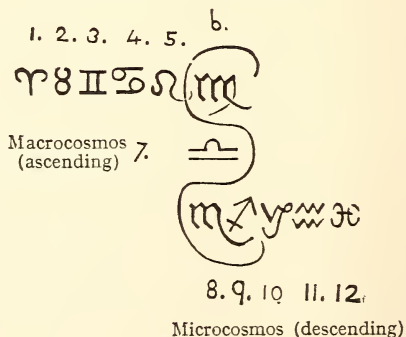 6.
1. 2. 3. 4. 5.
♈♉♊♋♌♍
Macrocosmos
(ascending) 7. ♎
♏♐♑♒♓
8. 9. 10 11. 12.
Microcosmos (descending)